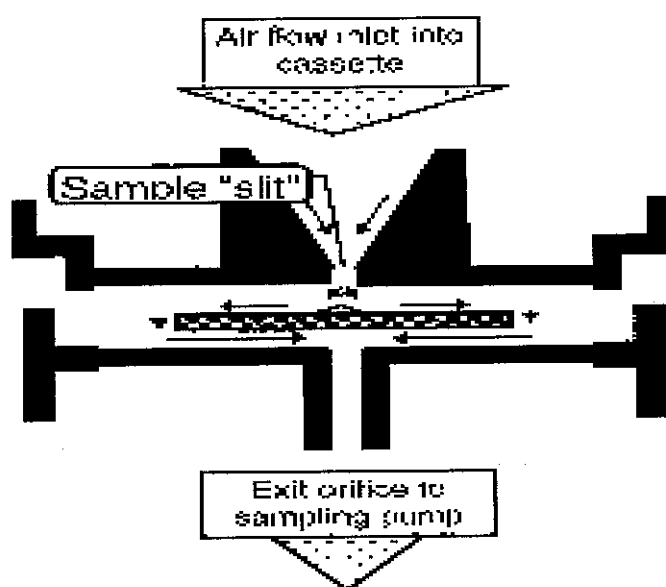 Air flow inlet into
cassette
Sample "slit"
Exit orifice to
sampling pump